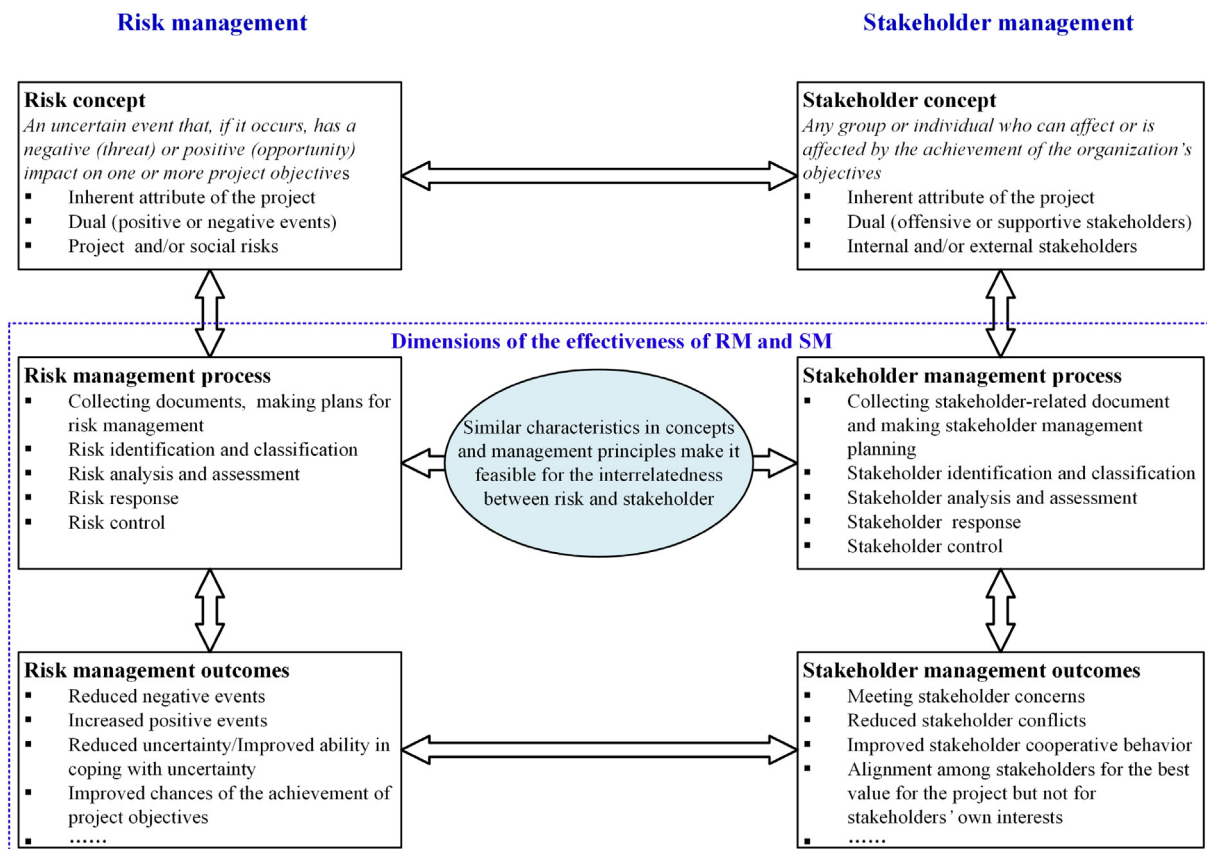 Risk management
Stakeholder management
Risk concept
An uncertain event that, if it occurs, has a
negative (threat) or positive (opportunity)
impact on one or more project objectives
▪ Inherent attribute of the project
▪ Dual (positive or negative events)
▪ Project and/or social risks
Stakeholder concept
Any group or individual who can affect or is
affected by the achievement of the organization's
objectives
▪ Inherent attribute of the project
▪ Dual (offensive or supportive stakeholders)
▪ Internal and/or external stakeholders
Dimensions of the effectiveness of RM and SM
Risk management process
▪ Collecting documents, making plans for
risk management
▪ Risk identification and classification
▪ Risk analysis and assessment
▪ Risk response
▪ Risk control
Similar characteristics in concepts
and management principles make it
feasible for the interrelatedness
between risk and stakeholder
Stakeholder management process
▪ Collecting stakeholder-related document
and making stakeholder management
planning
▪ Stakeholder identification and classification
▪ Stakeholder analysis and assessment
▪ Stakeholder response
▪ Stakeholder control
Risk management outcomes
▪ Reduced negative events
▪ Increased positive events
▪ Reduced uncertainty/Improved ability in
coping with uncertainty
▪ Improved chances of the achievement of
project objectives
▪ ……
Stakeholder management outcomes
▪ Meeting stakeholder concerns
▪ Reduced stakeholder conflicts
▪ Improved stakeholder cooperative behavior
▪ Alignment among stakeholders for the best
value for the project but not for
stakeholders' own interests
▪ ……